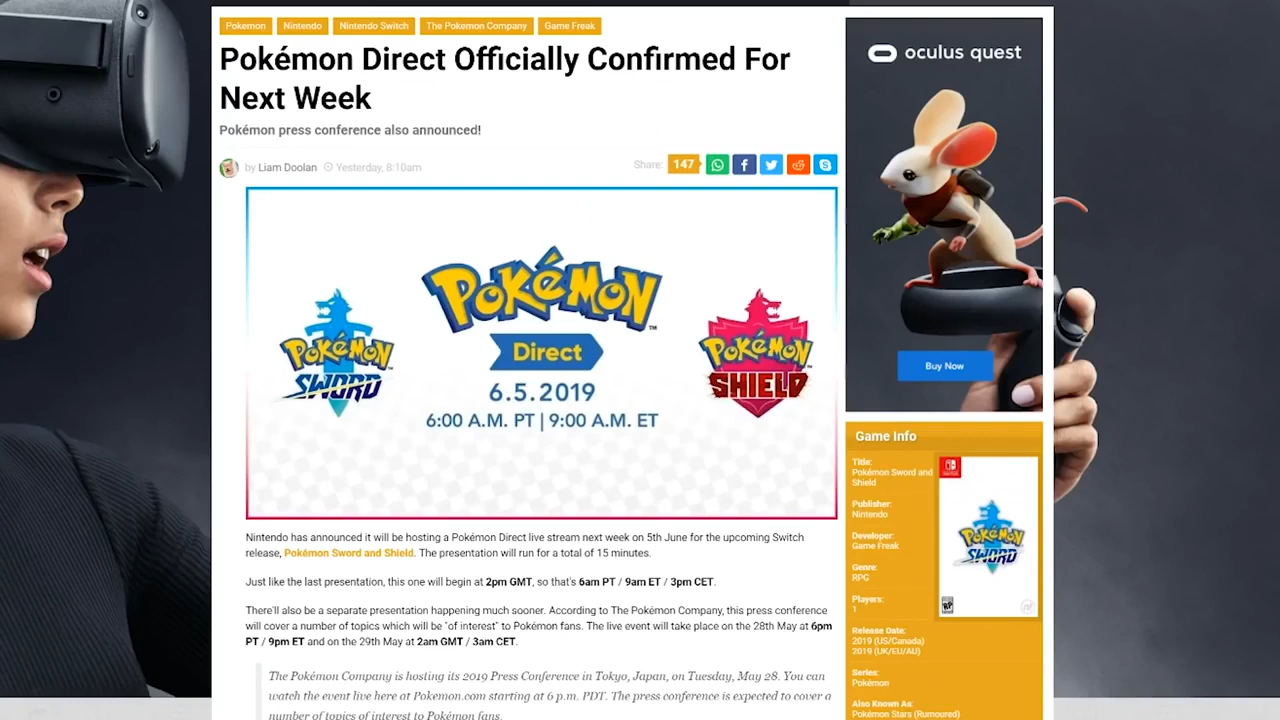 Pokemon
Nintendo
Nintendo Switch
The Pokemon Company
Game Freak
Pokémon Direct Officially Confirmed For
Next Week
Pokémon press conference also announced!
by Liam Doolan
Yesterday, 8:10am
Share:
147
POKéMON
Direct
6.5.2019
6:00 A.M. PT | 9:00 A.M. ET
POKéMON
SWORD
POKéMON
SHIELD
Nintendo has announced it will be hosting a Pokémon Direct live stream next week on 5th June for the upcoming Switch
release, Pokémon Sword and Shield. The presentation will run for a total of 15 minutes.
Just like the last presentation, this one will begin at 2pm GMT, so that's 6am PT / 9am ET / 3pm CET.
There'll also be a separate presentation happening much sooner. According to The Pokémon Company, this press conference
will cover a number of topics which will be "of interest" to Pokémon fans. The live event will take place on the 28th May at 6pm
PT / 9pm ET and on the 29th May at 2am GMT / 3am CET.
The Pokémon Company is hosting its 2019 Press Conference in Tokyo, Japan, on Tuesday, May 28. You can
watch the event live here at Pokemon.com starting at 6 p.m. PDT. The press conference is expected to cover a
number of topics of interest to Pokémon fans.
oculus quest
Buy Now
Game Info
Title:
Pokémon Sword and
Shield
Publisher:
Nintendo
Developer:
Game Freak
Genre:
RPG
Players:
1
Release Date:
2019 (US/Canada)
2019 (UK/EU/AU)
Series:
Pokémon
Also Known As:
Pokémon Stars (Rumoured)
POKéMON
SWORD
RP